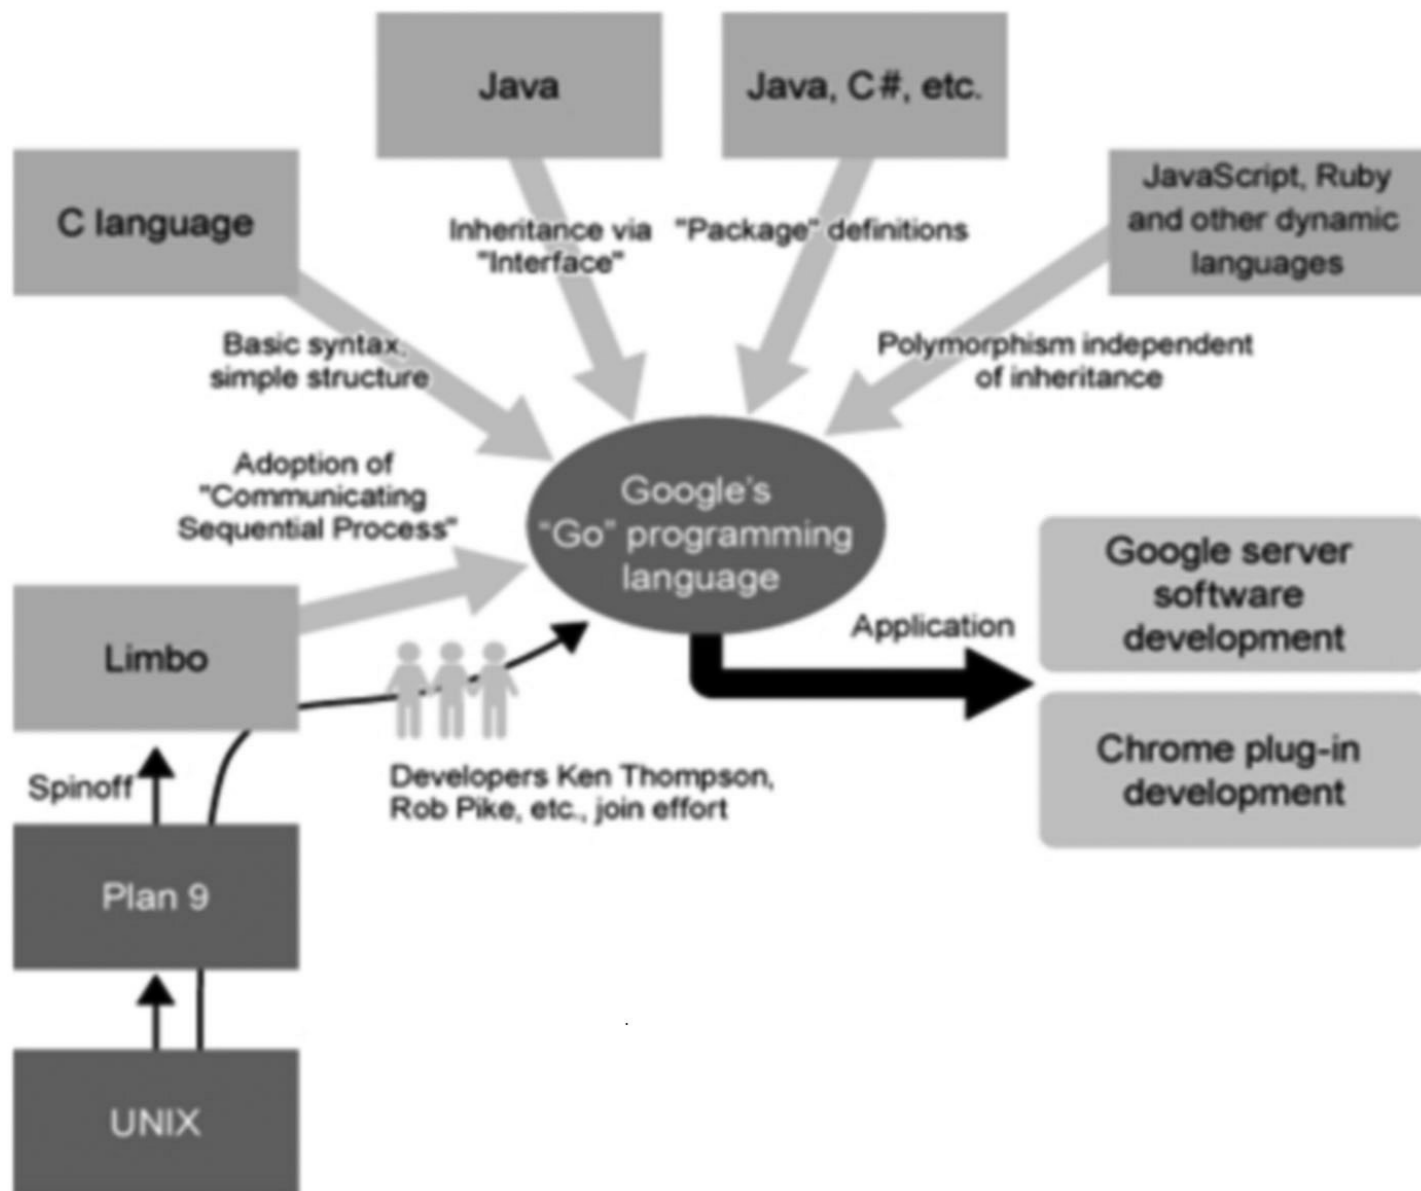 Java
Java, C#, etc.
C language
JavaScript, Ruby
and other dynamic
languages
Inheritance via
"Interface"
"Package" definitions
Basic syntax,
simple structure
Polymorphism independent
of inheritance
Adoption of
"Communicating
Sequential Process"
Google's
"Go" programming
language
Google server
software
development
Application
Limbo
Chrome plug-in
development
Developers Ken Thompson,
Rob Pike, etc., join effort
Spinoff
Plan 9
UNIX